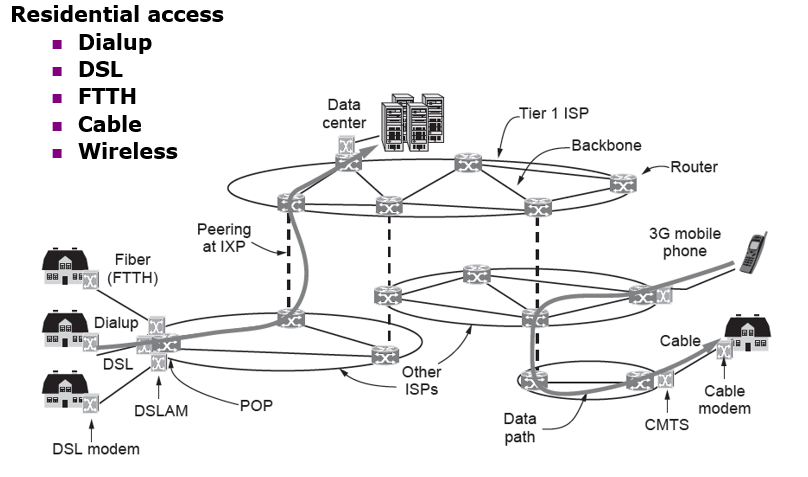 Residential access
Dialup
DSL
FTTH
Cable
Wireless
Data
center
Tier 1 ISP
Backbone
Router
Peering
at IXP
3G mobile
phone
Fiber
(FTTH)
Dialup
DSL
Cable
Other
ISPs
POP
DSLAM
DSL modem
Data
path
CMTS
Cable
modem